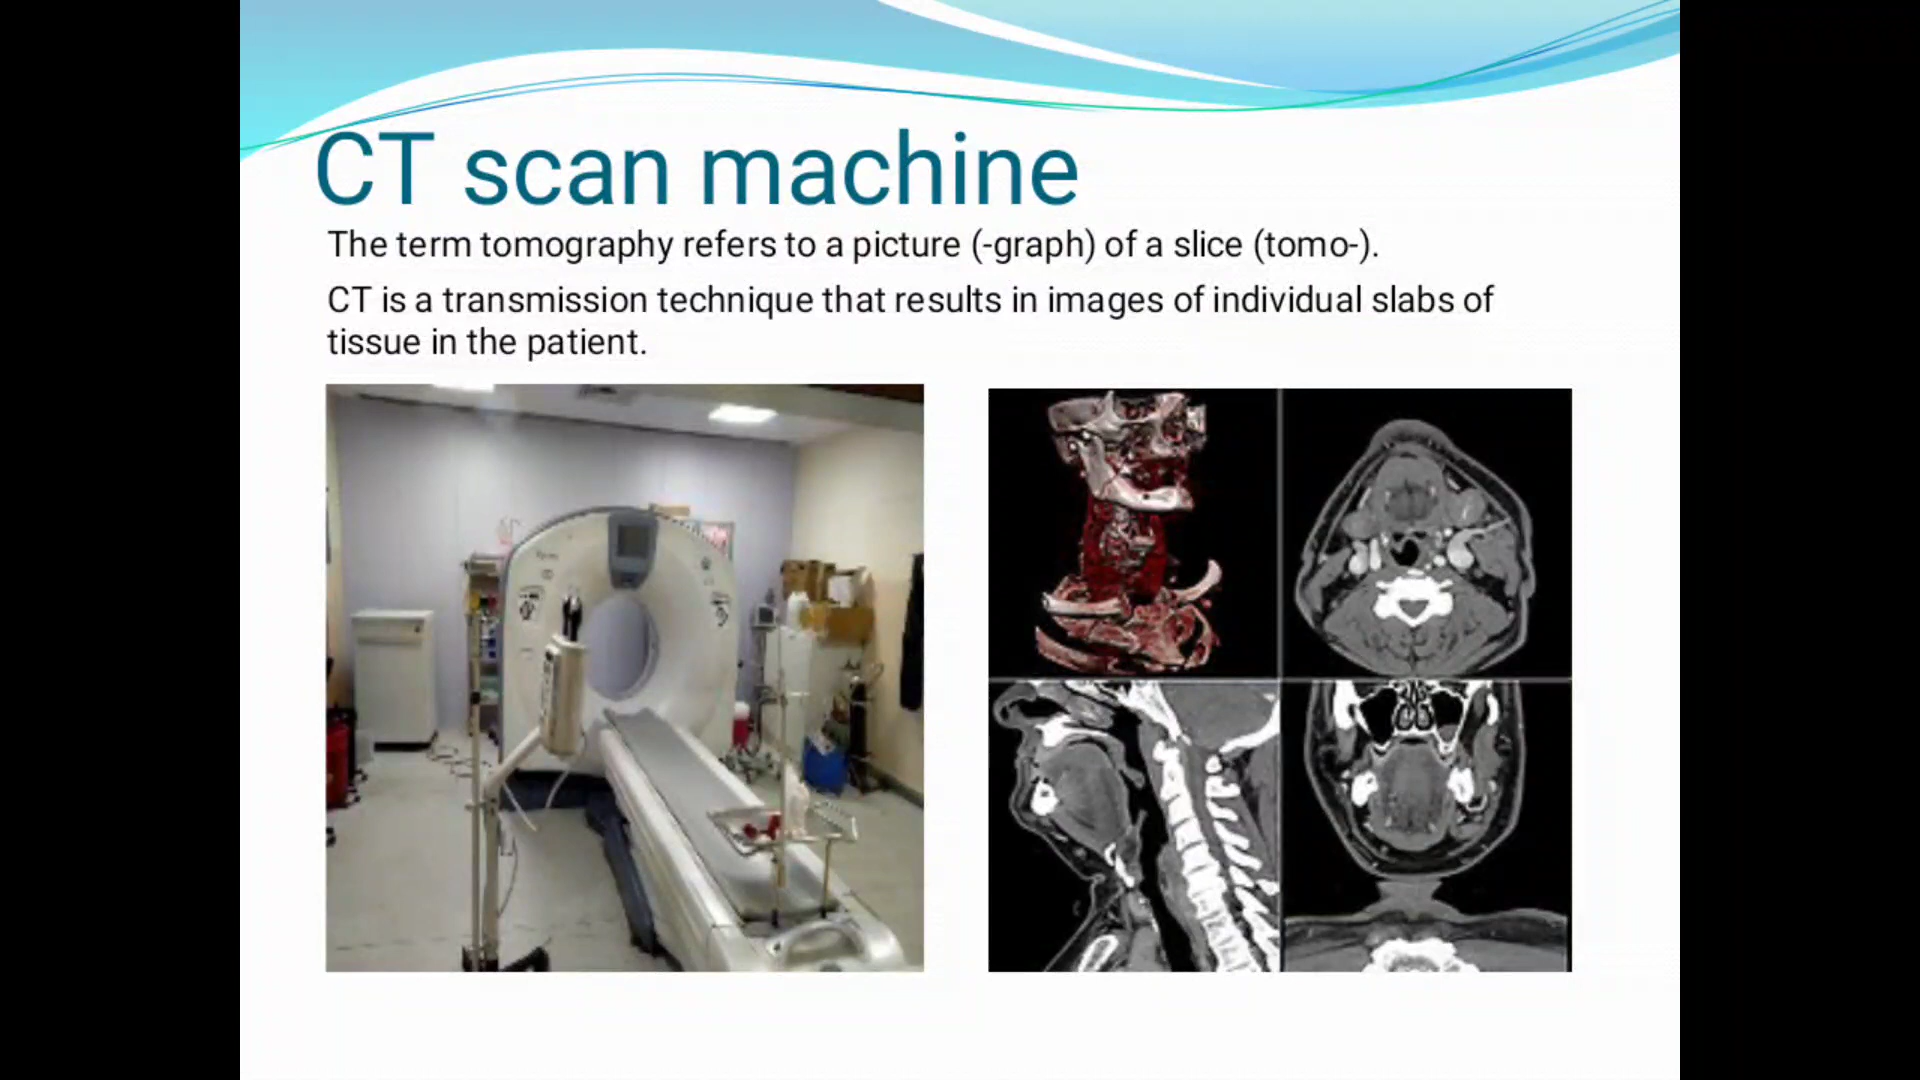 CT scan machine
The term tomography refers to a picture (-graph) of a slice (tomo-).
CT is a transmission technique that results in images of individual slabs of
tissue in the patient.